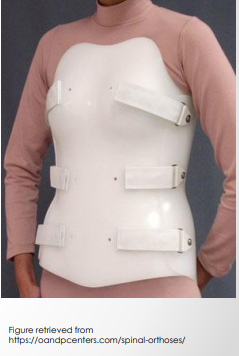 Figure retrieved from
https://oandpcenters.com/spinal-orthoses/